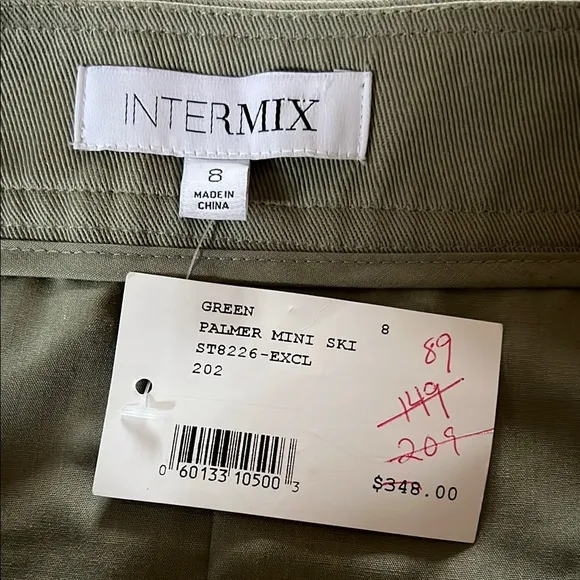 INTERMIX
8
MADE IN
CHINA
GREEN
PALMER MINI SKI 8
ST8226-EXCL
202
89
149
209
$348.00
0 60133 10500 3